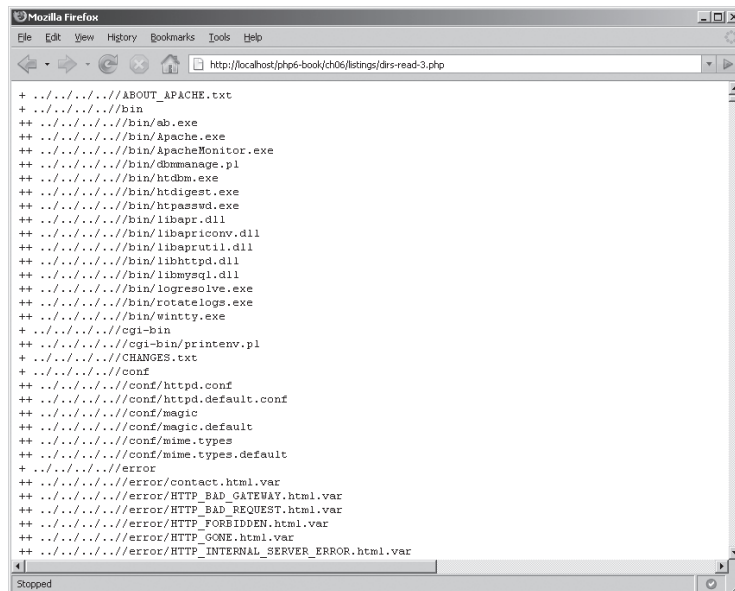 Mozilla Firefox
File Edit View History Bookmarks Tools Help
http://localhost/php6-book/ch06/listings/dirs-read-3.php
+ ../../../..//ABOUT_APACHE.txt
+ ../../../..//bin
++ ../../../..//bin/ab.exe
++ ../../../..//bin/Apache.exe
++ ../../../..//bin/ApacheMonitor.exe
++ ../../../..//bin/dbmmanage.pl
++ ../../../..//bin/htdbm.exe
++ ../../../..//bin/htdigest.exe
++ ../../../..//bin/htpasswd.exe
++ ../../../..//bin/libapr.dll
++ ../../../..//bin/libapriconv.dll
++ ../../../..//bin/libaprutil.dll
++ ../../../..//bin/libhttpd.dll
++ ../../../..//bin/libmysql.dll
++ ../../../..//bin/logresolve.exe
++ ../../../..//bin/rotatelogs.exe
++ ../../../..//bin/wintty.exe
+ ../../../..//cgi-bin
++ ../../../..//cgi-bin/printenv.pl
+ ../../../..//CHANGES.txt
+ ../../../..//conf
++ ../../../..//conf/httpd.conf
++ ../../../..//conf/httpd.default.conf
++ ../../../..//conf/magic
++ ../../../..//conf/magic.default
++ ../../../..//conf/mime.types
++ ../../../..//conf/mime.types.default
+ ../../../..//error
++ ../../../..//error/contact.html.var
++ ../../../..//error/HTTP_BAD_GATEWAY.html.var
++ ../../../..//error/HTTP_BAD_REQUEST.html.var
++ ../../../..//error/HTTP_FORBIDDEN.html.var
++ ../../../..//error/HTTP_GONE.html.var
++ ../../../..//error/HTTP_INTERNAL_SERVER_ERROR.html.var
Stopped